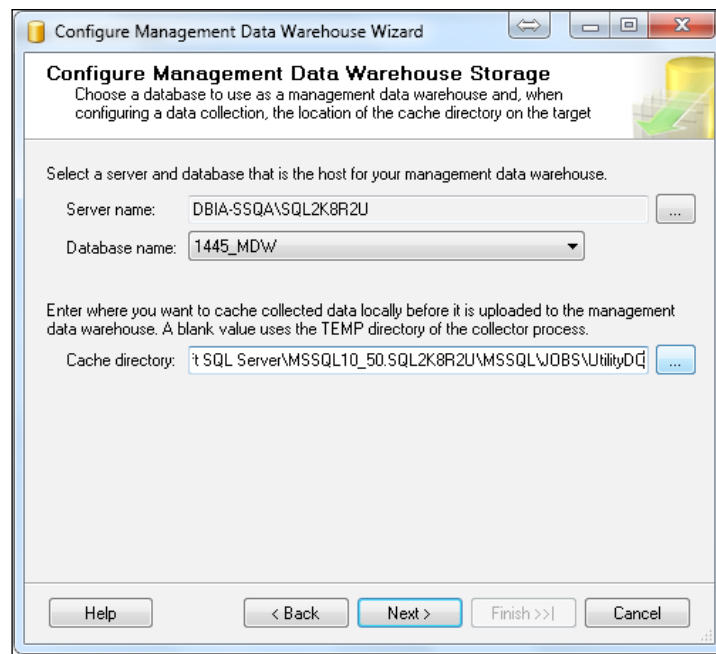 Configure Management Data Warehouse Wizard
Configure Management Data Warehouse Storage
Choose a database to use as a management data warehouse and, when
configuring a data collection, the location of the cache directory on the target
Select a server and database that is the host for your management data warehouse.
Server name: DBIA-SSQA\SQL2K8R2U ...
Database name: 1445_MDW
Enter where you want to cache collected data locally before it is uploaded to the management
data warehouse. A blank value uses the TEMP directory of the collector process.
Cache directory: 't SQL Server\MSSQL10_50.SQL2K8R2U\MSSQL\JOBS\UtilityDC ...
Help < Back Next > Finish >>| Cancel